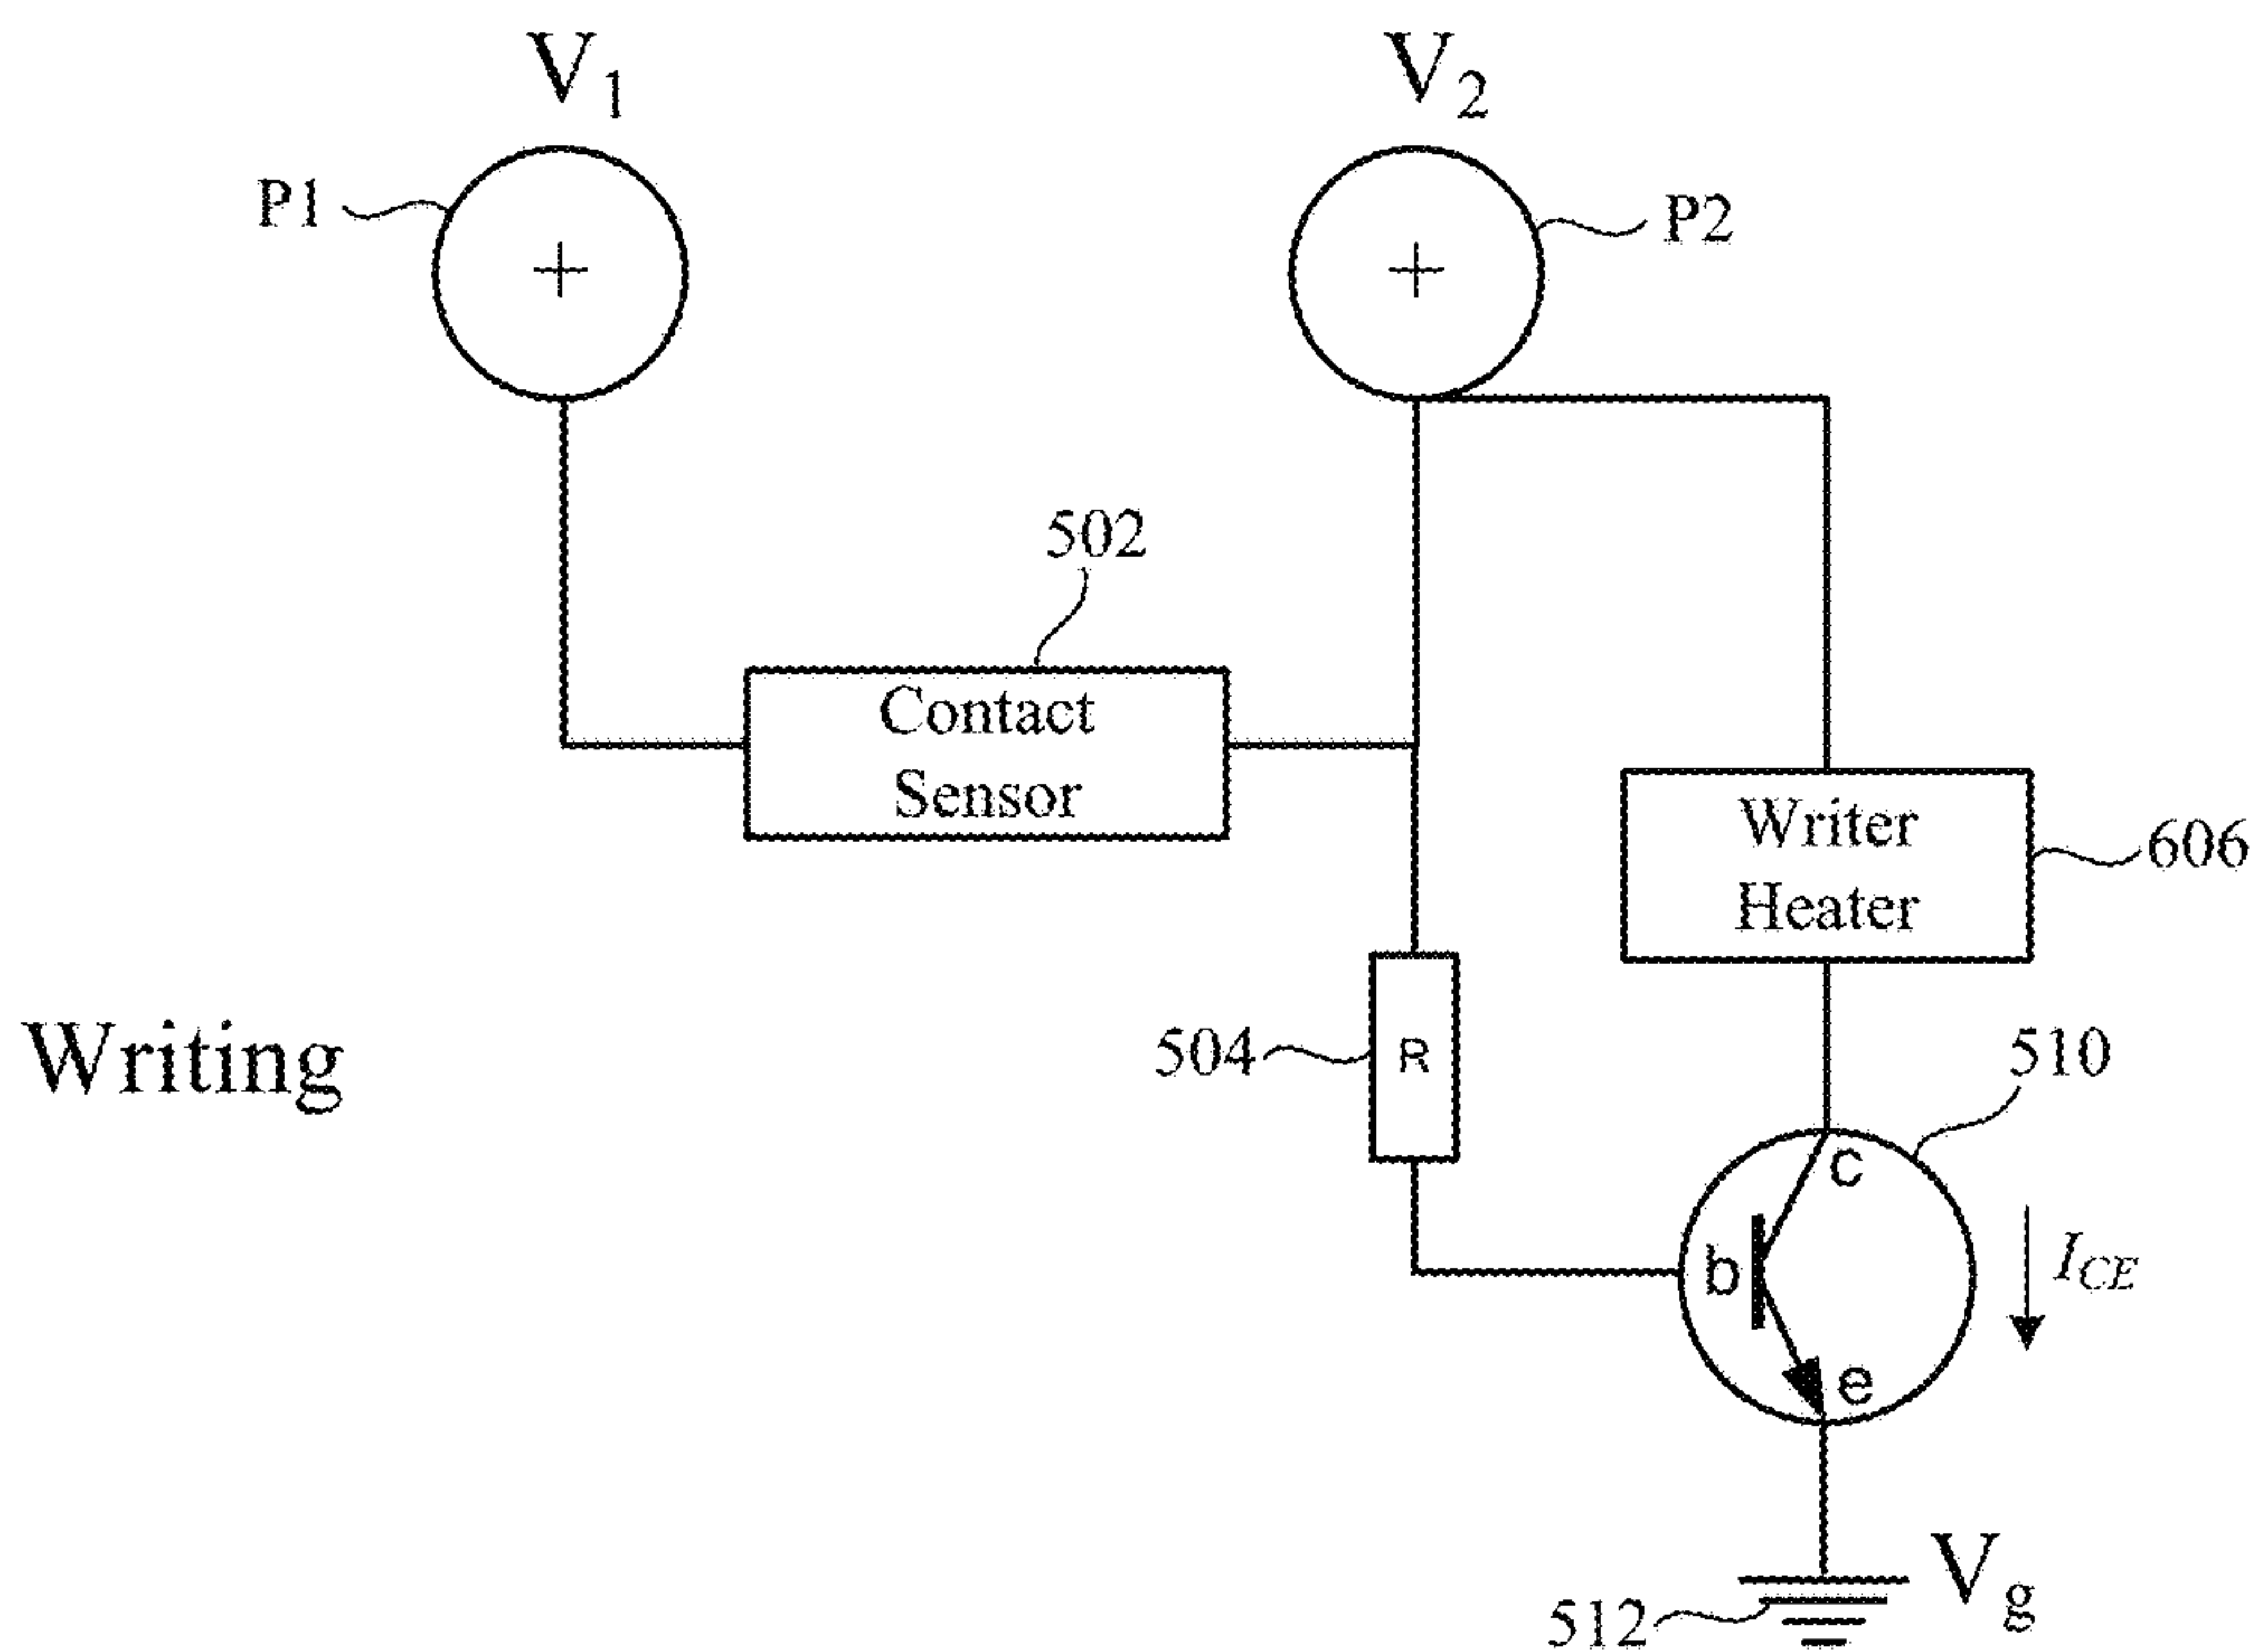 V1
V2
P1
P2
502
Contact
Sensor
Writer
Heater
606
Writing
504
R
510
c
b
e
ICE
Vg
512